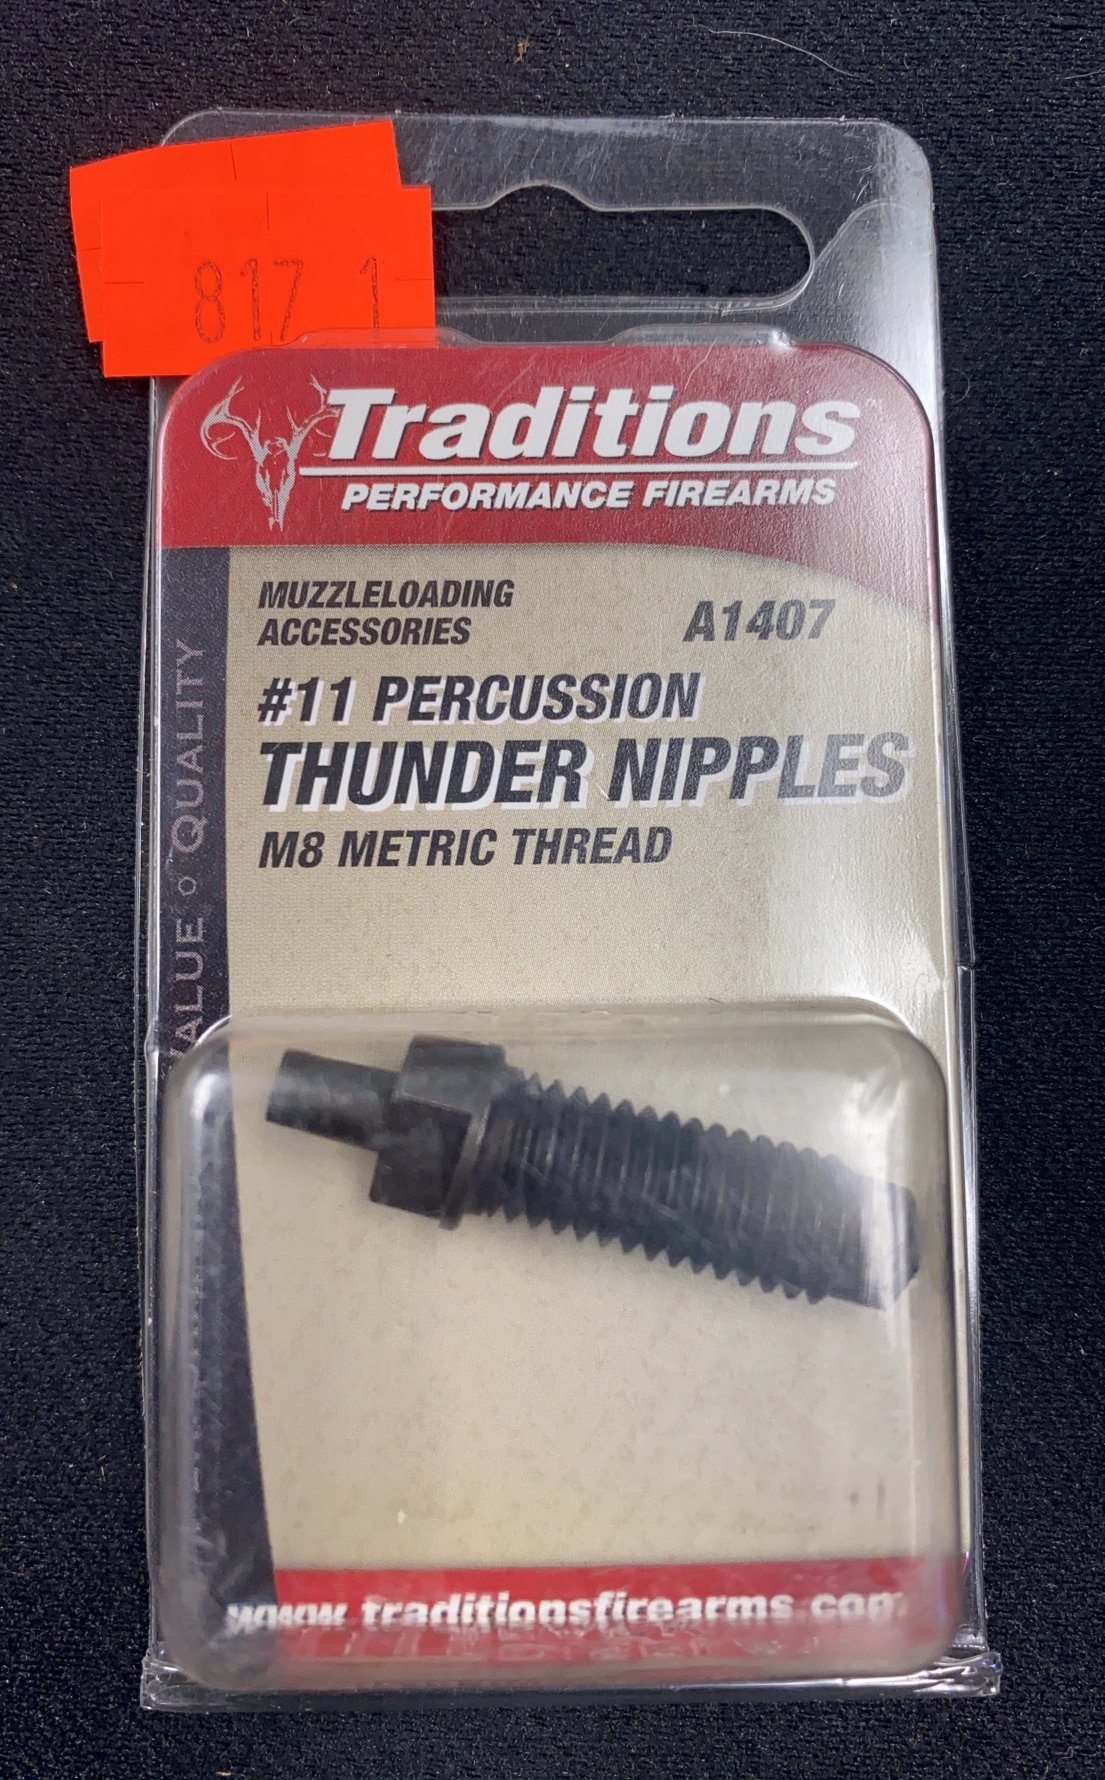 817 1
Traditions
PERFORMANCE FIREARMS
MUZZLELOADING
ACCESSORIES
A1407
#11 PERCUSSION
THUNDER NIPPLES
M8 METRIC THREAD
VALUE o QUALITY
www.traditionsfirearms.com